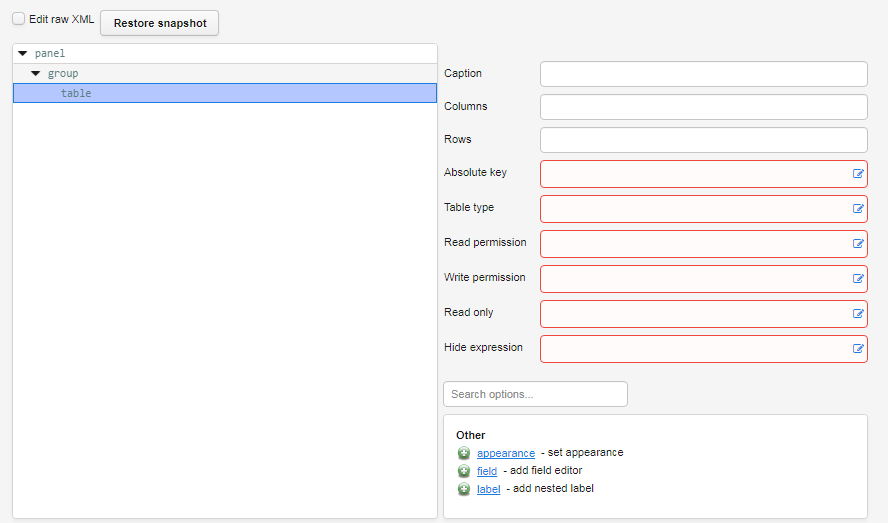 Edit raw XML
Restore snapshot
panel
group
table
Caption
Columns
Rows
Absolute key
Table type
Read permission
Write permission
Read only
Hide expression
Search options...
Other
appearance - set appearance
field - add field editor
label - add nested label